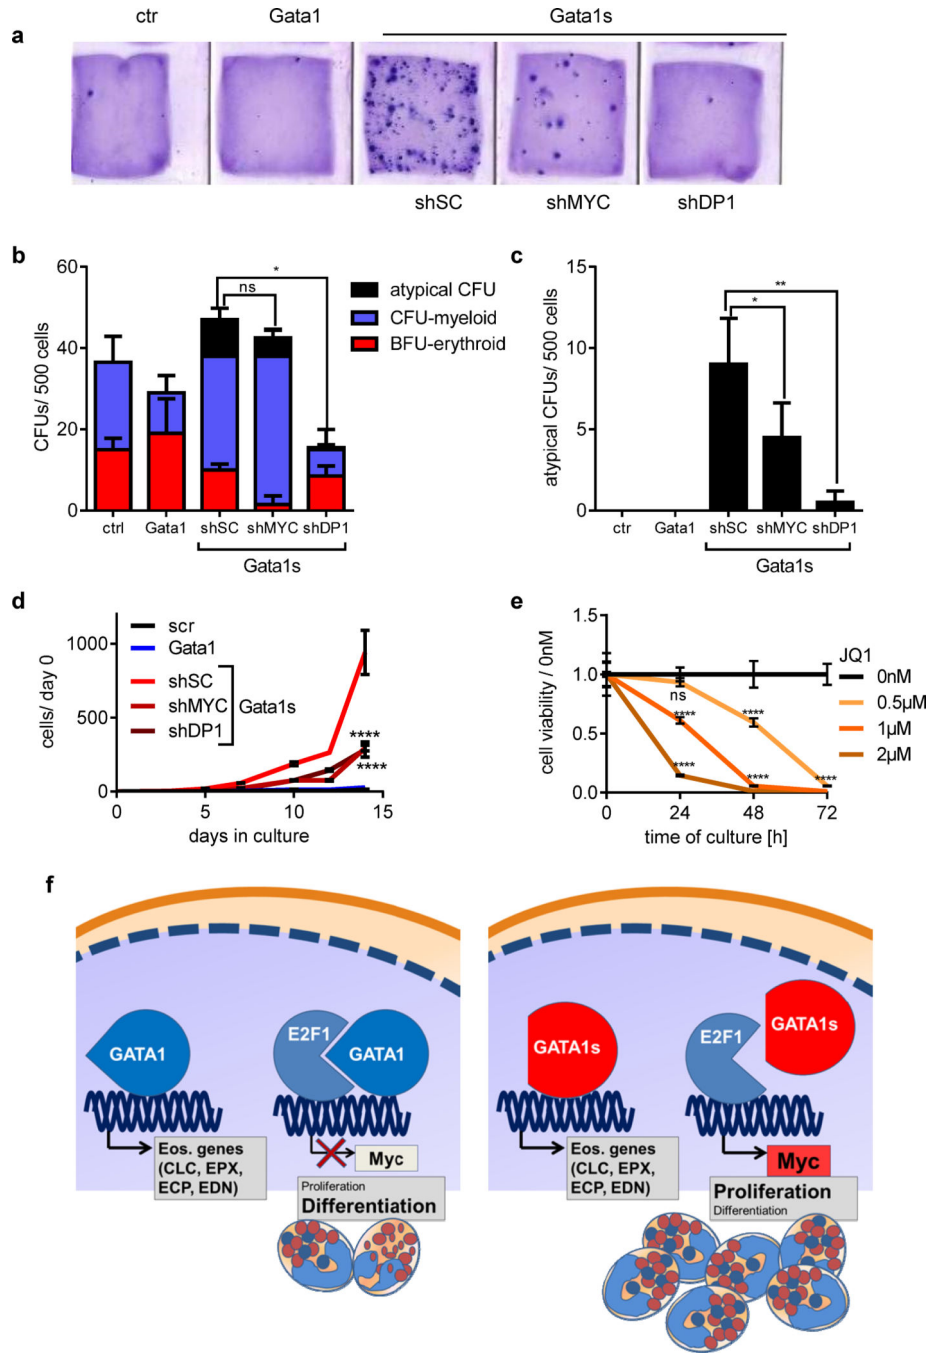 ctr Gata1 Gata1s
a
shSC shMYC shDP1
b
60
40
20
0
CFUs/ 500 cells
* 
ns
atypical CFU
CFU-myeloid
BFU-erythroid
ctrl Gata1 shSC shMYC shDP1
Gata1s
c
15
10
5
0
atypical CFUs/ 500 cells
**
*
ctr Gata1 shSC shMYC shDP1
Gata1s
d
1000
500
0
cells/ day 0
scr
Gata1
shSC
shMYC
shDP1
Gata1s
****
****
0 5 10 15
days in culture
e
1.5
1.0
0.5
0.0
cell viability / 0nM
ns
****
****
****
****
****
JQ1
0nM
0.5µM
1µM
2µM
0 24 48 72
time of culture [h]
f
GATA1
E2F1
GATA1
Eos. genes
(CLC, EPX,
ECP, EDN)
Myc
Proliferation
Differentiation
GATA1s
E2F1
GATA1s
Eos. genes
(CLC, EPX,
ECP, EDN)
Myc
Proliferation
Differentiation